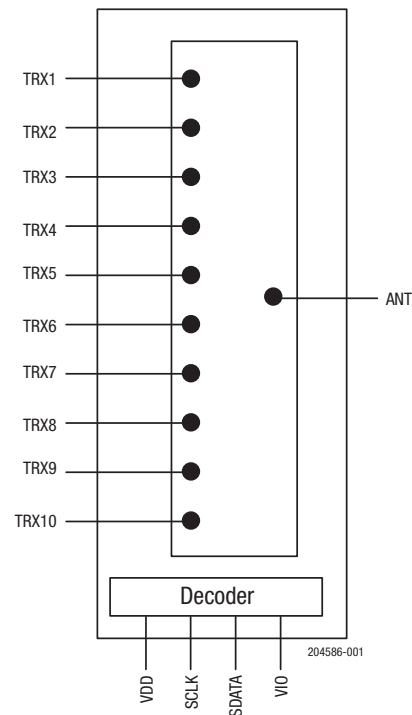 TRX1
TRX2
TRX3
TRX4
TRX5
ANT
TRX6
TRX7
TRX8
TRX9
TRX10
Decoder
204586-001
VDD
SCLK
SDATA
VIO